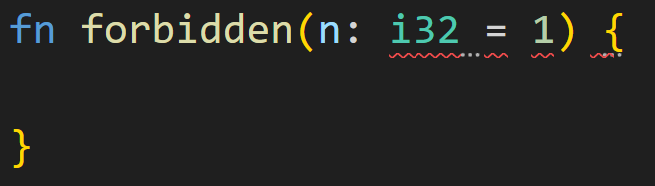 fn forbidden(n: i32 = 1) {
}